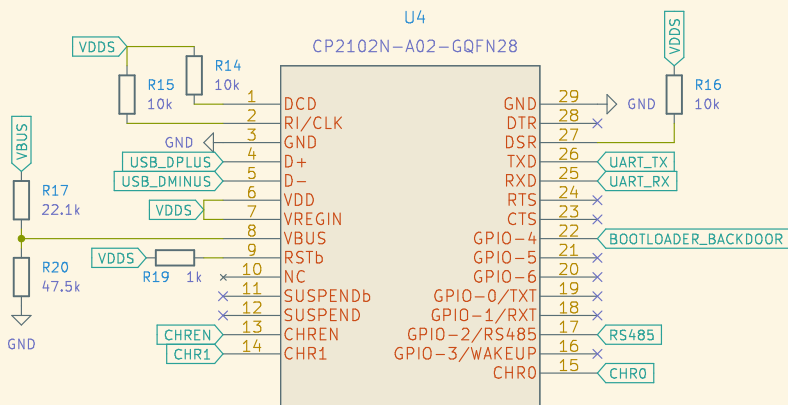 U4
CP2102N-A02-GQFN28
VDDS
R15
10k
R14
10k
VDDS
R16
10k
1 DCD
2 RI/CLK
GND 3 GND
USB_DPLUS 4 D+
USB_DMINUS 5 D-
6 VDD
VDDS 7 VREGIN
8 VBUS
VDDS R19 1k 9 RSTb
10 NC
11 SUSPENDb
12 SUSPEND
CHREN 13 CHREN
CHR1 14 CHR1
VBUS
R17
22.1k
R20
47.5k
GND
GND 29 GND
DTR 28
DSR 27
TXD 26 UART_TX
RXD 25 UART_RX
RTS 24
CTS 23
GPIO-4 22 BOOTLOADER_BACKDOOR
GPIO-5 21
GPIO-6 20
GPIO-0/TXT 19
GPIO-1/RXT 18
GPIO-2/RS485 17 RS485
GPIO-3/WAKEUP 16
CHR0 15 CHR0